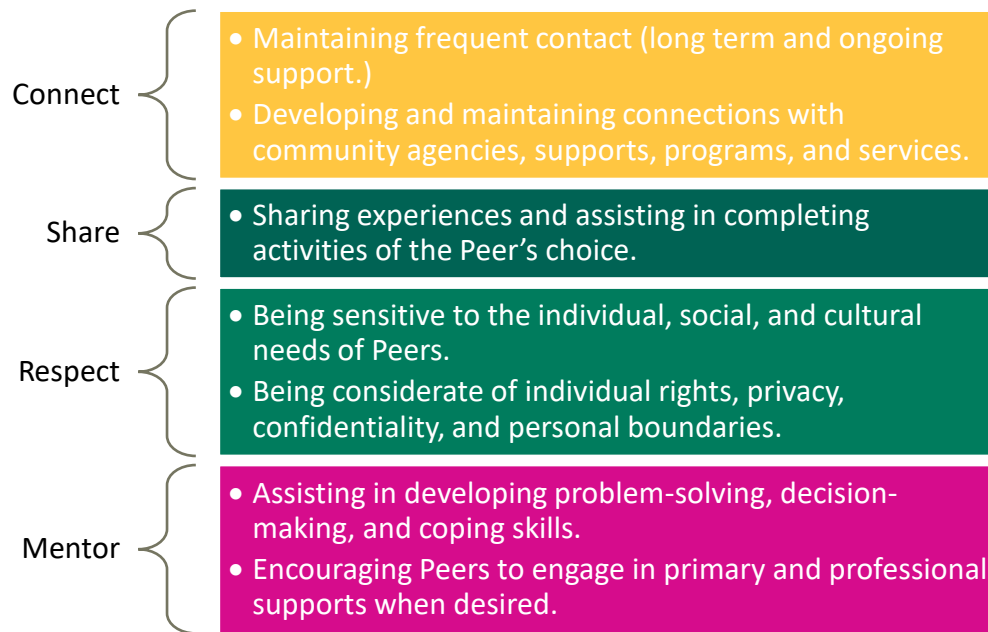 Connect
• Maintaining frequent contact (long term and ongoing
support.)
• Developing and maintaining connections with
community agencies, supports, programs, and services.
Share
• Sharing experiences and assisting in completing
activities of the Peer’s choice.
Respect
• Being sensitive to the individual, social, and cultural
needs of Peers.
• Being considerate of individual rights, privacy,
confidentiality, and personal boundaries.
Mentor
• Assisting in developing problem-solving, decision-
making, and coping skills.
• Encouraging Peers to engage in primary and professional
supports when desired.